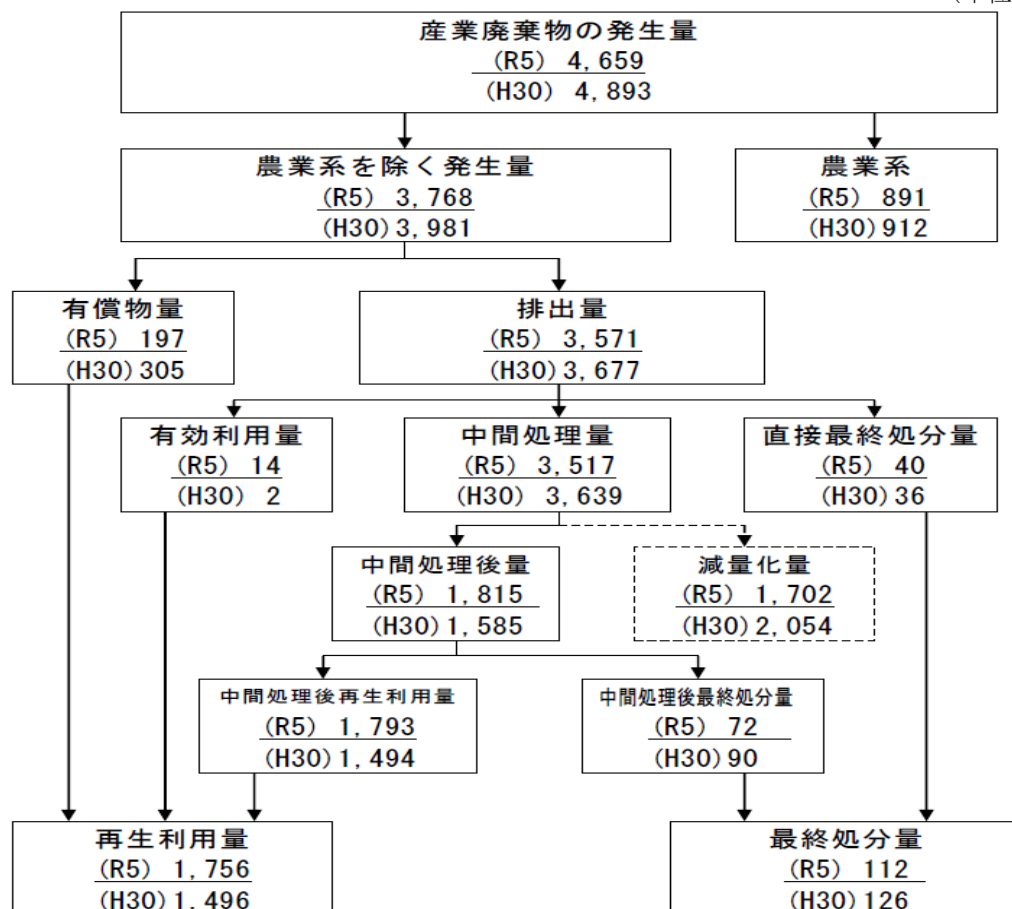 (単位
産業廃棄物の発生量
(R5) 4,659
(H30) 4,893
農業系を除く発生量
(R5) 3,768
(H30) 3,981
農業系
(R5) 891
(H30) 912
有償物量
(R5) 197
(H30) 305
排出量
(R5) 3,571
(H30) 3,677
有効利用量
(R5) 14
(H30) 2
中間処理量
(R5) 3,517
(H30) 3,639
直接最終処分量
(R5) 40
(H30) 36
中間処理後量
(R5) 1,815
(H30) 1,585
減量化量
(R5) 1,702
(H30) 2,054
中間処理後再生利用量
(R5) 1,793
(H30) 1,494
中間処理後最終処分量
(R5) 72
(H30) 90
再生利用量
(R5) 1,756
(H30) 1,496
最終処分量
(R5) 112
(H30) 126